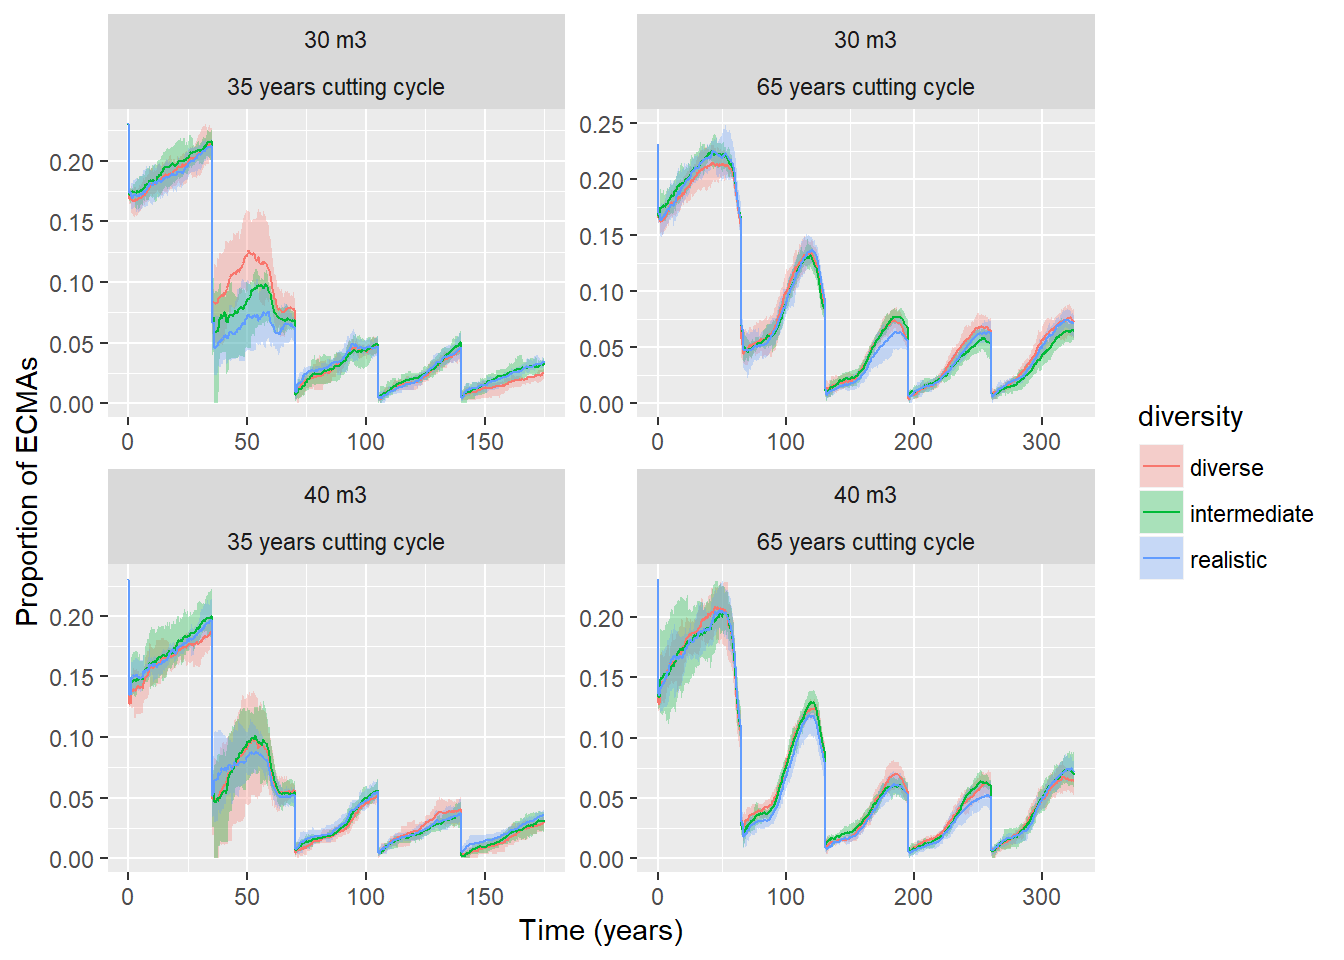 30 m3
35 years cutting cycle
30 m3
65 years cutting cycle
0.20
0.15
0.10
0.05
0.00
0
50
100
150
0.25
0.20
0.15
0.10
0.05
0.00
0
100
200
300
40 m3
35 years cutting cycle
40 m3
65 years cutting cycle
0.20
0.15
0.10
0.05
0.00
0
50
100
150
0.20
0.15
0.10
0.05
0.00
0
100
200
300
Proportion of ECMAs
Time (years)
diversity
diverse
intermediate
realistic